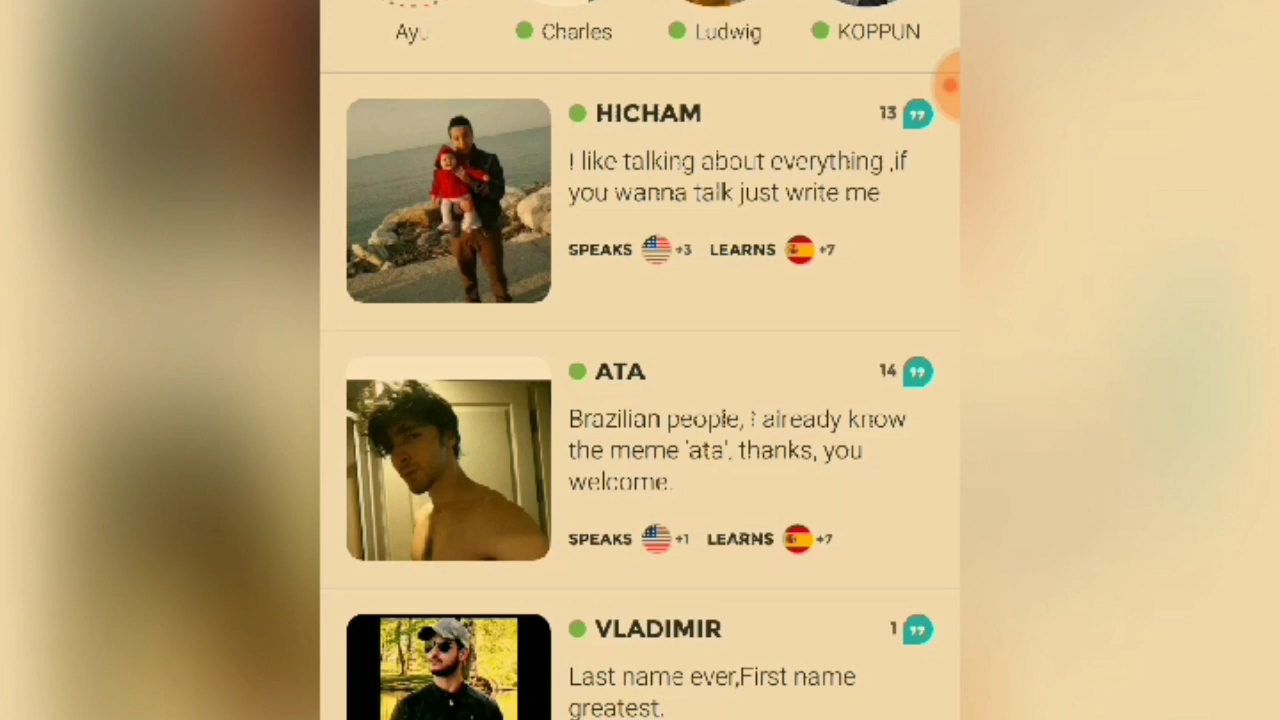 Ayu
Charles
Ludwig
KOPPUN
HICHAM
13
I like talking about everything ,if
you wanna talk just write me
SPEAKS +3 LEARNS +7
ATA
14
Brazilian people, i already know
the meme 'ata'. thanks, you
welcome.
SPEAKS +1 LEARNS +7
VLADIMIR
1
Last name ever,First name
greatest.